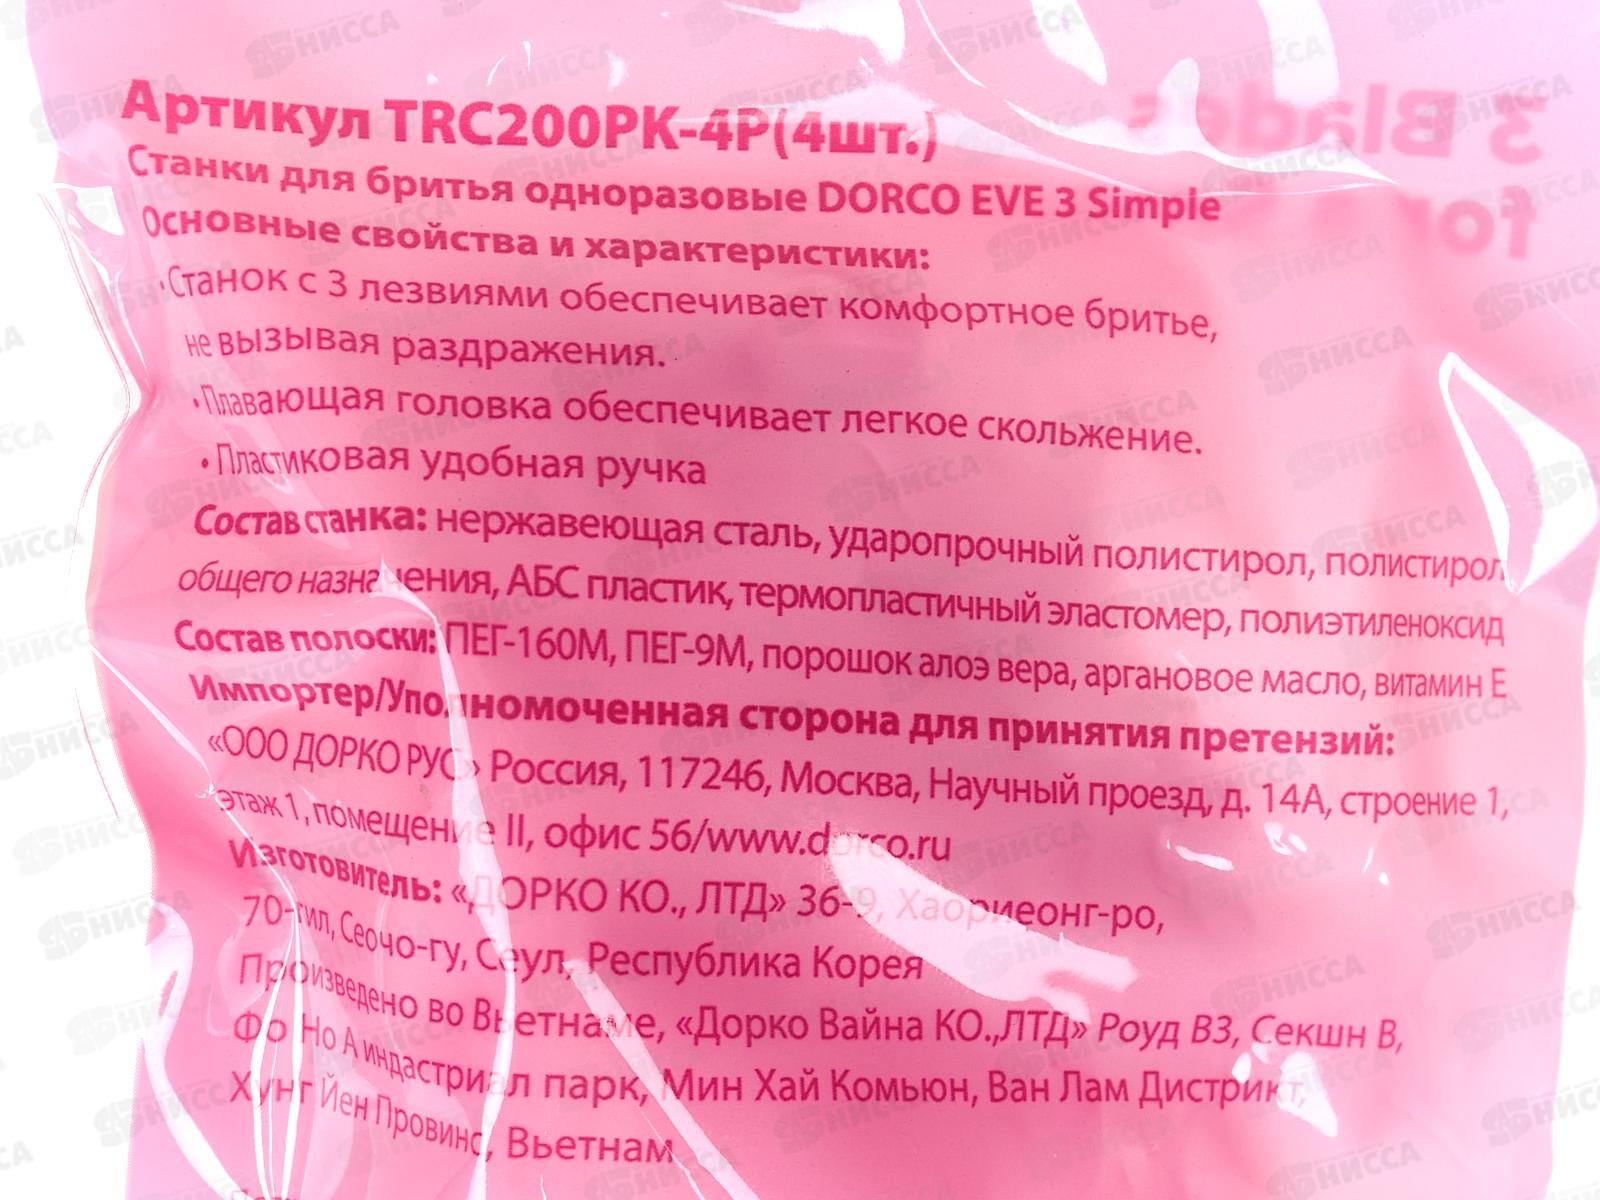 Артикул TRC200PK-4P(4шт.)
Станки для бритья одноразовые DORCO EVE 3 Simple
Основные свойства и характеристики:
·Станок с 3 лезвиями обеспечивает комфортное бритье,
не вызывая раздражения.
·Плавающая головка обеспечивает легкое скольжение.
• Пластиковая удобная ручка
Состав станка: нержавеющая сталь, ударопрочный полистирол, полистирол
общего назначения, АБС пластик, термопластичный эластомер, полиэтиленоксид
Состав полоски: ПЕГ-160М, ПЕГ-9М, порошок алоэ вера, аргановое масло, витамин Е
Импортер/Уполномоченная сторона для принятия претензий:
«ООО ДОРКО РУС» Россия, 117246, Москва, Научный проезд, д. 14А, строение 1,
этаж 1, помещение II, офис 56/www.dorco.ru
Изготовитель: «ДОРКО КО., ЛТД» 36-9, Хаориеонг-ро,
70-гил, Сеочо-гу, Сеул, Республика Корея
Произведено во Вьетнаме, «Дорко Вайна КО.,ЛТД» Роуд В3, Секшн В,
Фо Но А индастриал парк, Мин Хай Комьюн, Ван Лам Дистрикт,
Хунг Йен Провинс, Вьетнам
3 Blades
for
НИССА